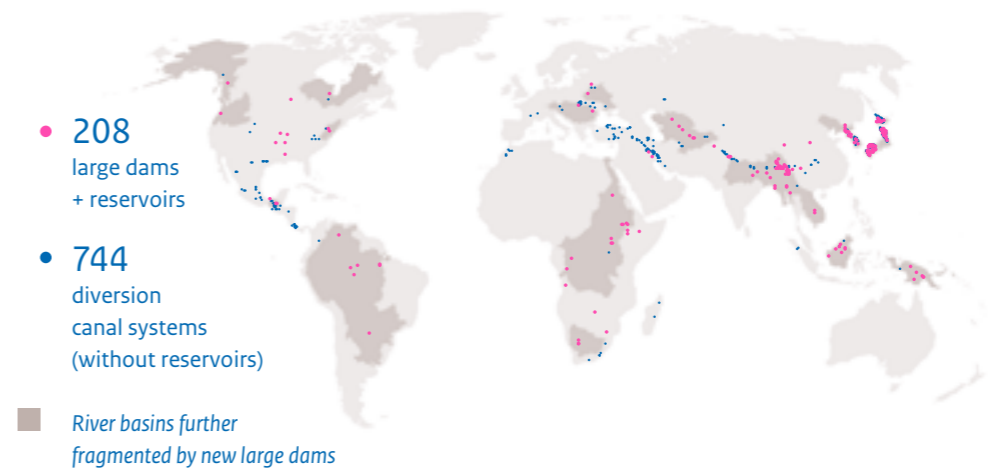 208
large dams
+ reservoirs
744
diversion
canal systems
(without reservoirs)
River basins further
fragmented by new large dams